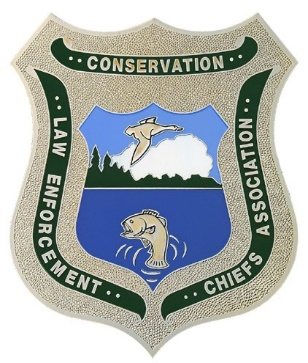 ·· CONSERVATION ··
·· LAW ENFORCEMENT ··
·· CHIEFS ASSOCIATION ··